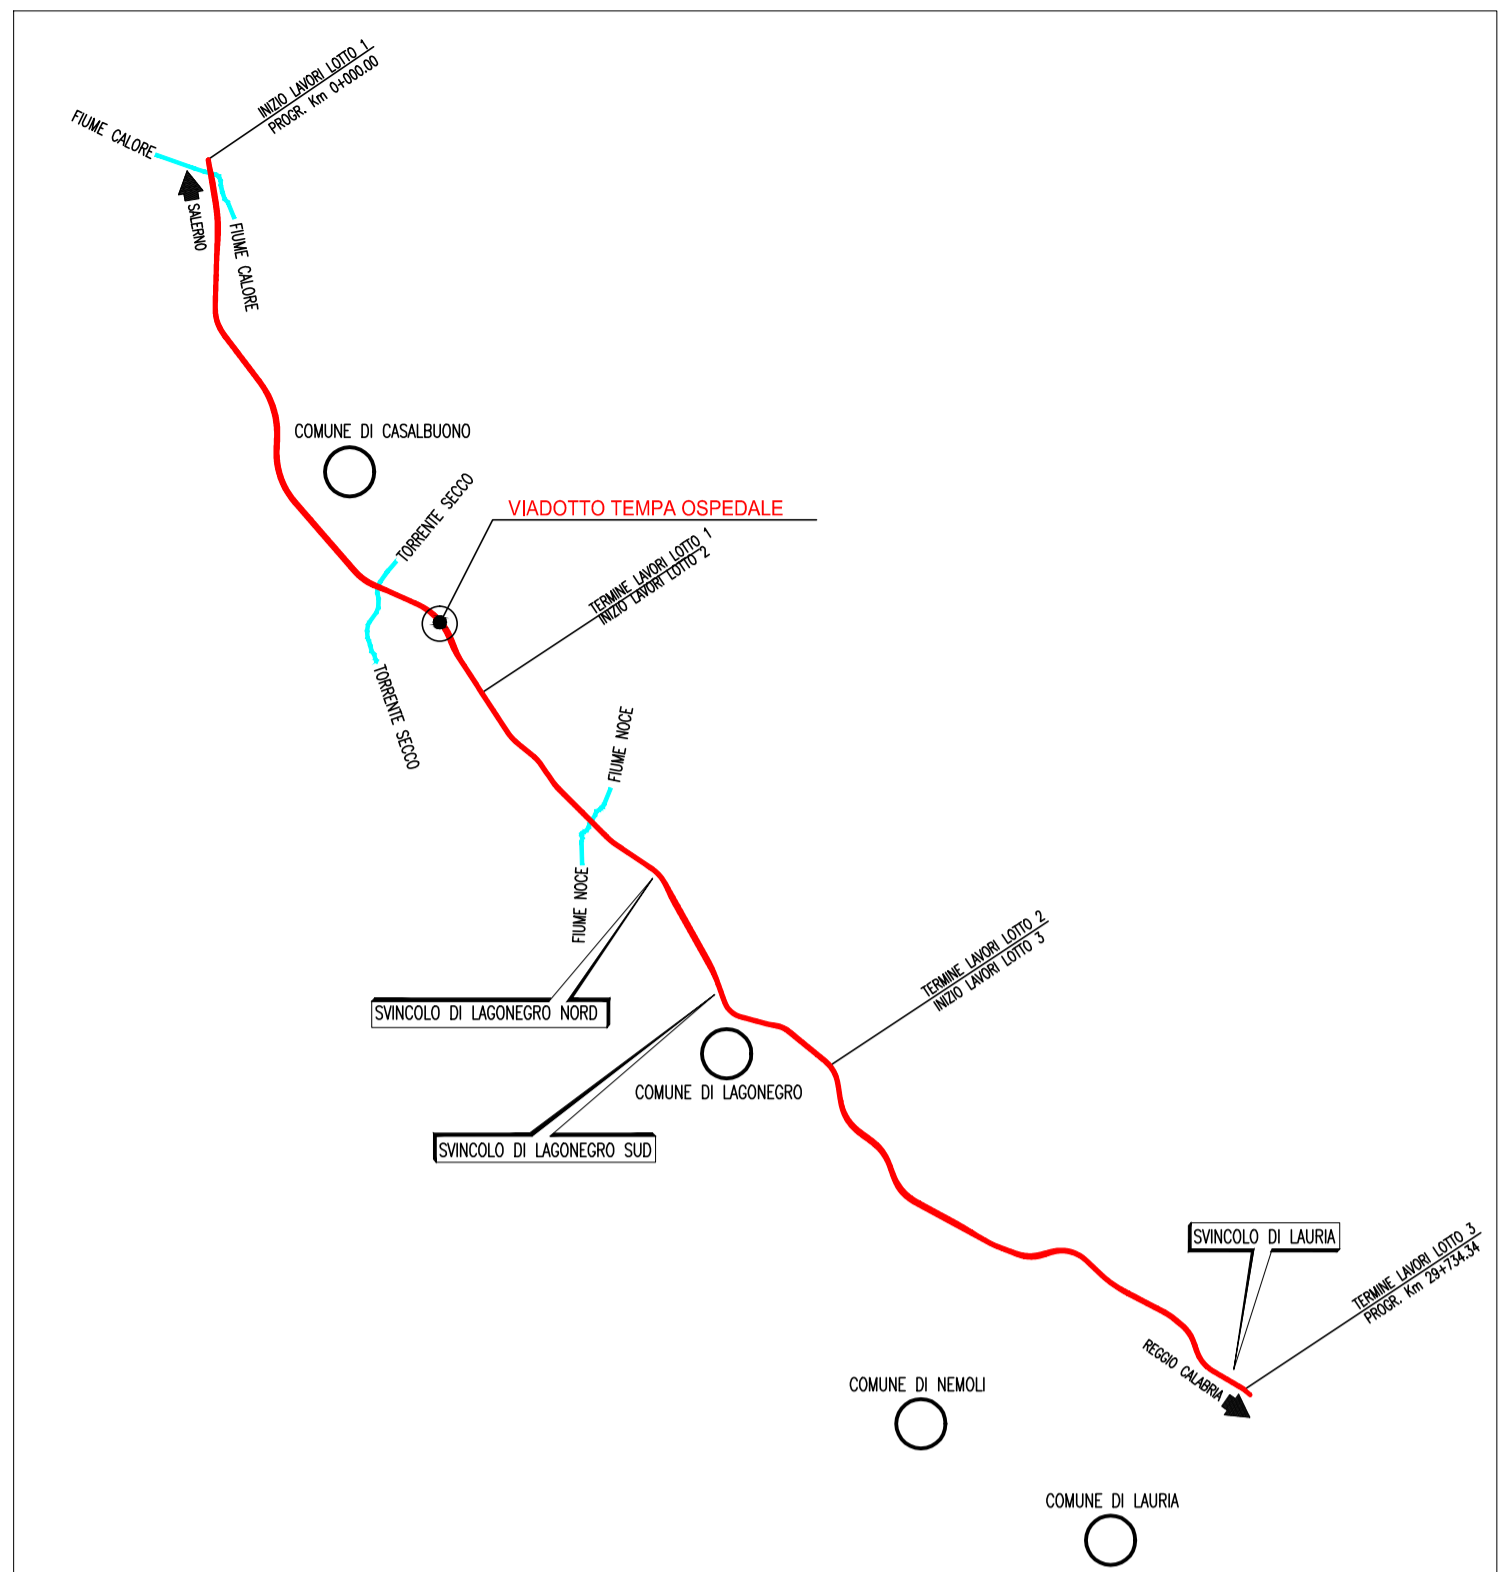 INIZIO LAVORI LOTTO 1
PROGR. Km 0+000.00
FIUME CALORE
SALERNO
FIUME CALORE
COMUNE DI CASALBUONO
TORRENTE SECCO
VIADOTTO TEMPA OSPEDALE
TERMINE LAVORI LOTTO 1
INIZIO LAVORI LOTTO 2
TORRENTE SECCO
FIUME NOCE
FIUME NOCE
SVINCOLO DI LAGONEGRO NORD
TERMINE LAVORI LOTTO 2
INIZIO LAVORI LOTTO 3
COMUNE DI LAGONEGRO
SVINCOLO DI LAGONEGRO SUD
SVINCOLO DI LAURIA
TERMINE LAVORI LOTTO 3
PROGR. Km 29+734.34
REGGIO CALABRIA
COMUNE DI NEMOLI
COMUNE DI LAURIA